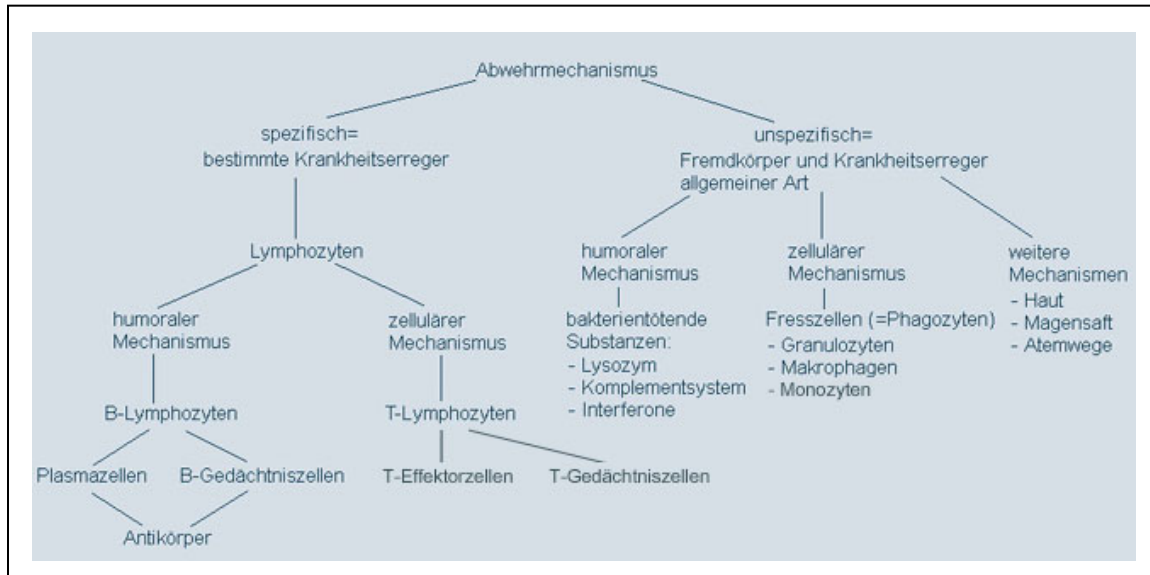 Abwehrmechanismus
spezifisch=
bestimmte Krankheitserreger
unspezifisch=
Fremdkörper und Krankheitserreger
allgemeiner Art
Lymphozyten
humoraler
Mechanismus
zellulärer
Mechanismus
B-Lymphozyten
T-Lymphozyten
Plasmazellen
B-Gedächtniszellen
T-Effektorzellen
T-Gedächtniszellen
Antikörper
humoraler
Mechanismus
bakterientötende
Substanzen:
- Lysozym
- Komplementsystem
- Interferone
zellulärer
Mechanismus
Fresszellen (=Phagozyten)
- Granulozyten
- Makrophagen
- Monozyten
weitere
Mechanismen
- Haut
- Magensaft
- Atemwege